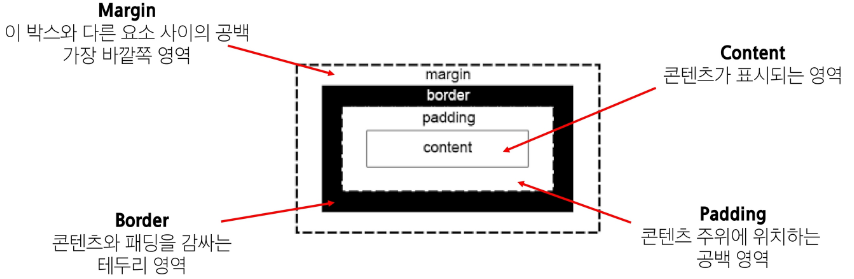 Margin
이 박스와 다른 요소 사이의 공백
가장 바깥쪽 영역
Content
콘텐츠가 표시되는 영역
margin
border
padding
content
Border
콘텐츠와 패딩을 감싸는
테두리 영역
Padding
콘텐츠 주위에 위치하는
공백 영역